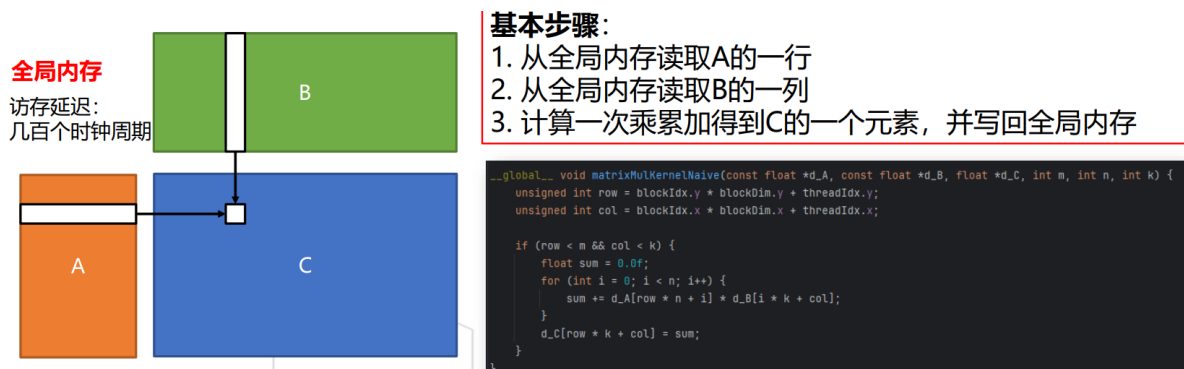 全局内存
访存延迟：
几百个时钟周期
B
A
C
基本步骤：
1. 从全局内存读取A的一行
2. 从全局内存读取B的一列
3. 计算一次乘累加得到C的一个元素，并写回全局内存
__global__ void matrixMulKernelNaive(const float *d_A, const float *d_B, float *d_C, int m, int n, int k) {
    unsigned int row = blockIdx.y * blockDim.y + threadIdx.y;
    unsigned int col = blockIdx.x * blockDim.x + threadIdx.x;
    if (row < m && col < k) {
        float sum = 0.0f;
        for (int i = 0; i < n; i++) {
            sum += d_A[row * n + i] * d_B[i * k + col];
        }
        d_C[row * k + col] = sum;
    }
}